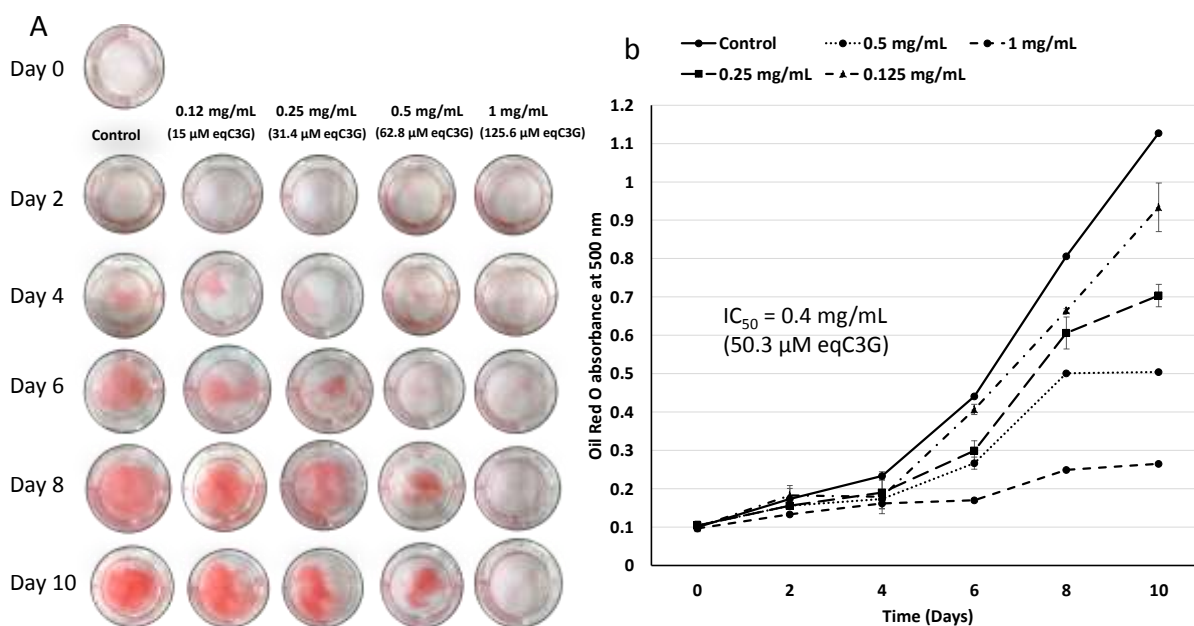 A
Day 0
0.12 mg/mL 0.25 mg/mL 0.5 mg/mL 1 mg/mL
Control (15 µM eqC3G) (31.4 µM eqC3G) (62.8 µM eqC3G) (125.6 µM eqC3G)
Day 2
Day 4
Day 6
Day 8
Day 10
b
Control 0.5 mg/mL 1 mg/mL
0.25 mg/mL 0.125 mg/mL
1.2
1.1
1
0.9
0.8
0.7
0.6
0.5
0.4
0.3
0.2
0.1
0
Oil Red O absorbance at 500 nm
IC50 = 0.4 mg/mL
(50.3 µM eqC3G)
0 2 4 6 8 10
Time (Days)